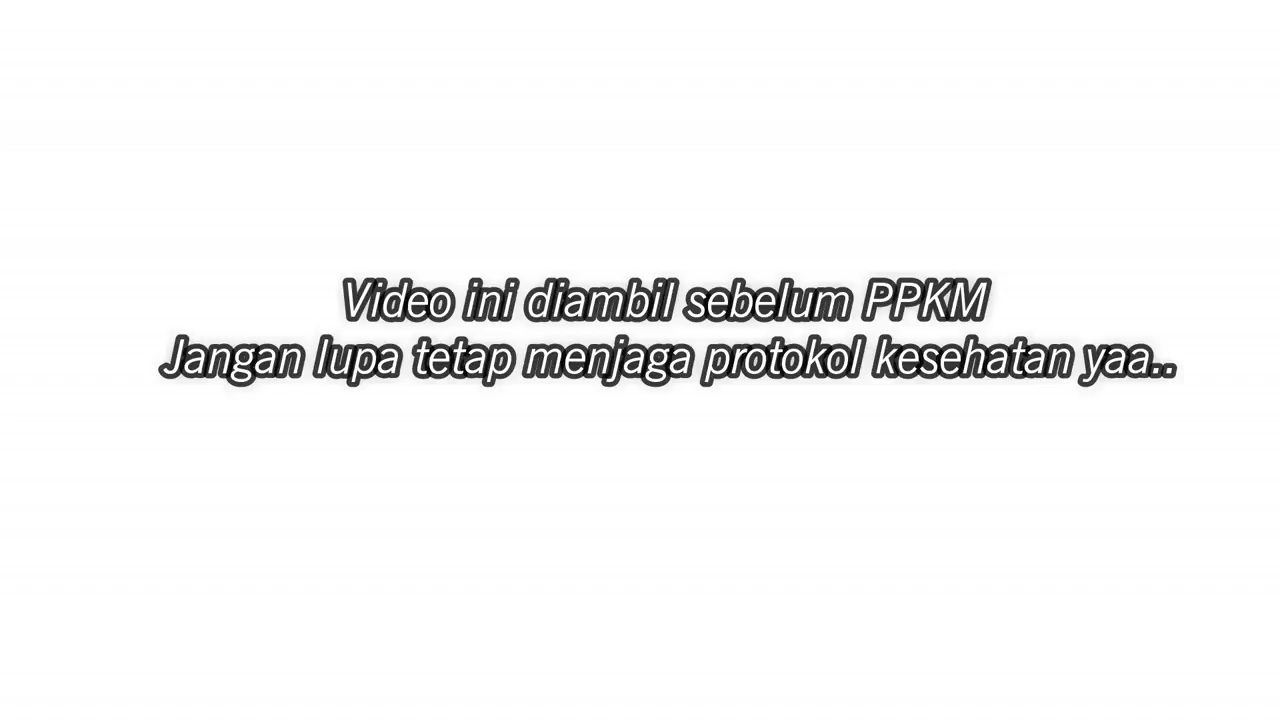 Video ini diambil sebelum PPKM
Jangan lupa tetap menjaga protokol kesehatan yaa..